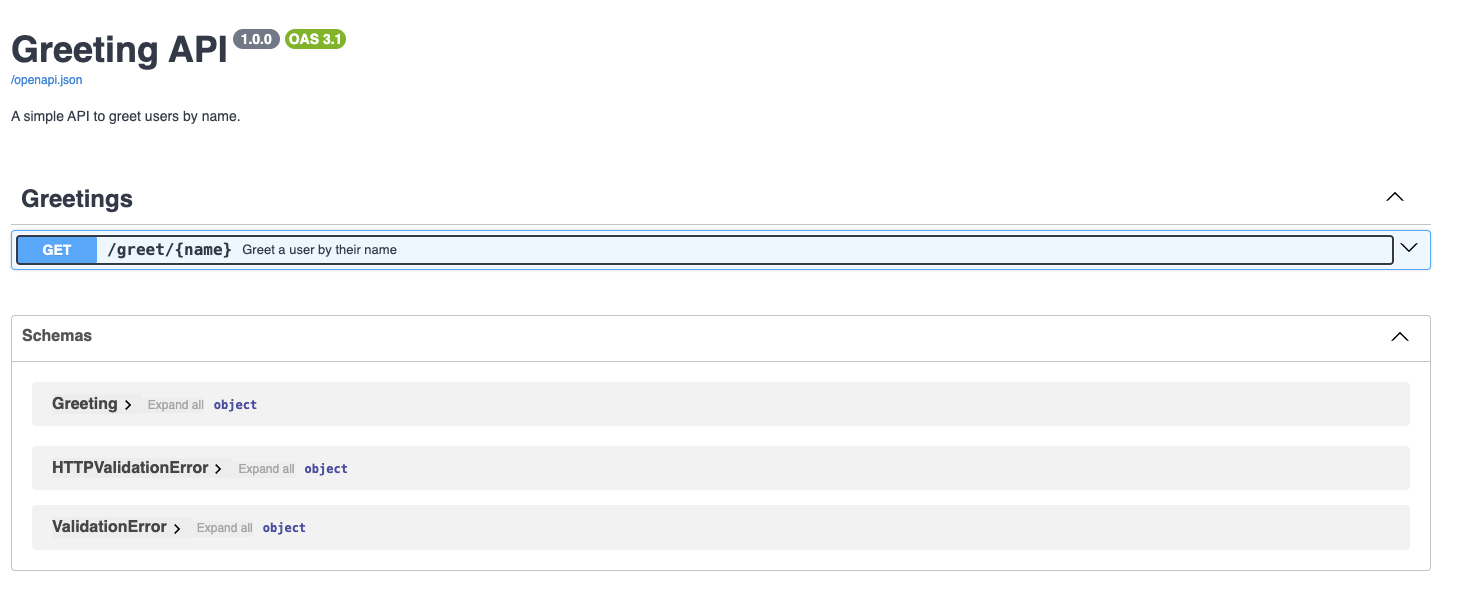 Greeting API 1.0.0 OAS 3.1
/openapi.json
A simple API to greet users by name.
Greetings
GET /greet/{name} Greet a user by their name
Schemas
Greeting Expand all object
HTTPValidationError Expand all object
ValidationError Expand all object